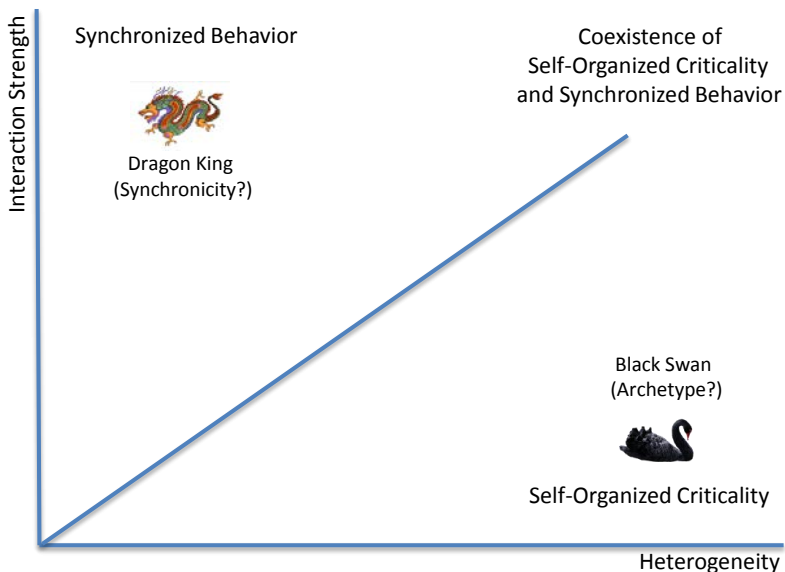 Interaction Strength
Synchronized Behavior
Dragon King
(Synchronicity?)
Coexistence of
Self-Organized Criticality
and Synchronized Behavior
Black Swan
(Archetype?)
Self-Organized Criticality
Heterogeneity